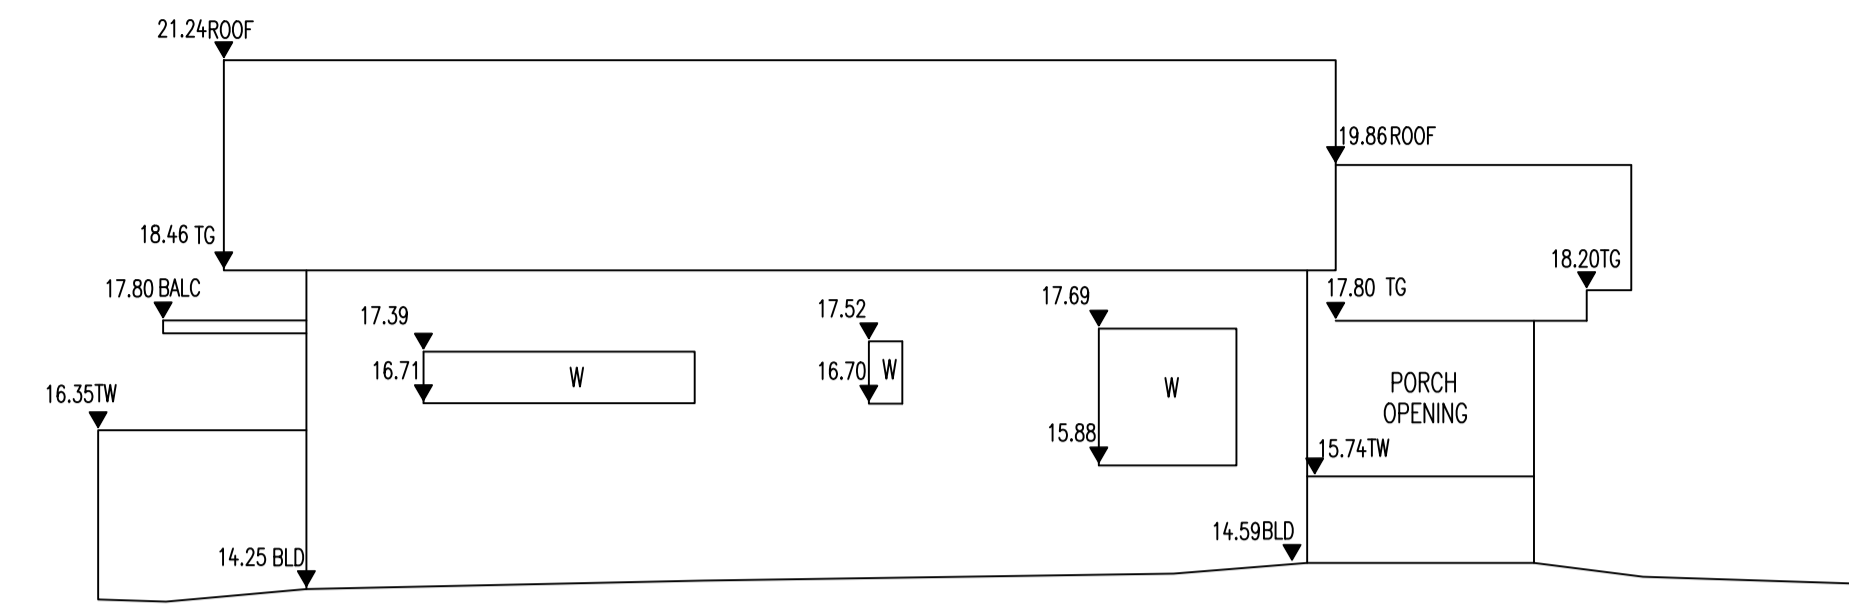 21.24ROOF
19.86ROOF
18.46 TG
18.20TG
17.80 BALC
17.80 TG
17.39
17.52
17.69
16.71
W
16.70
W
W
PORCH
OPENING
16.35TW
15.88
15.74TW
14.59BLD
14.25 BLD